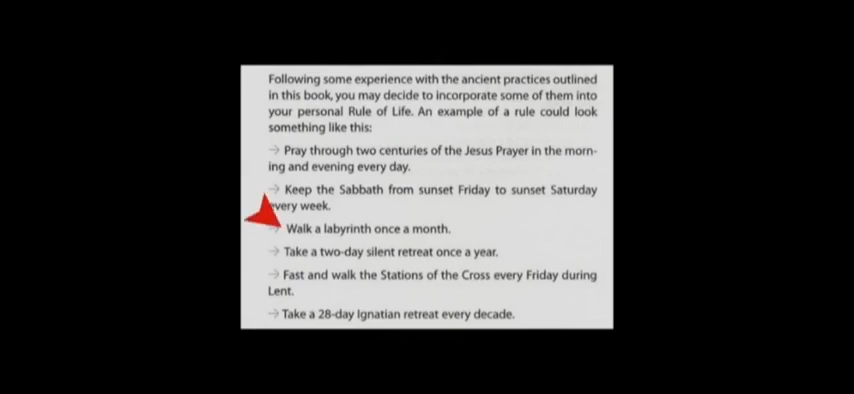 Following some experience with the ancient practices outlined
in this book, you may decide to incorporate some of them into
your personal Rule of Life. An example of a rule could look
something like this:
→ Pray through two centuries of the Jesus Prayer in the morn-
ing and evening every day.
→ Keep the Sabbath from sunset Friday to sunset Saturday
every week.
→ Walk a labyrinth once a month.
→ Take a two-day silent retreat once a year.
→ Fast and walk the Stations of the Cross every Friday during
Lent.
→ Take a 28-day Ignatian retreat every decade.